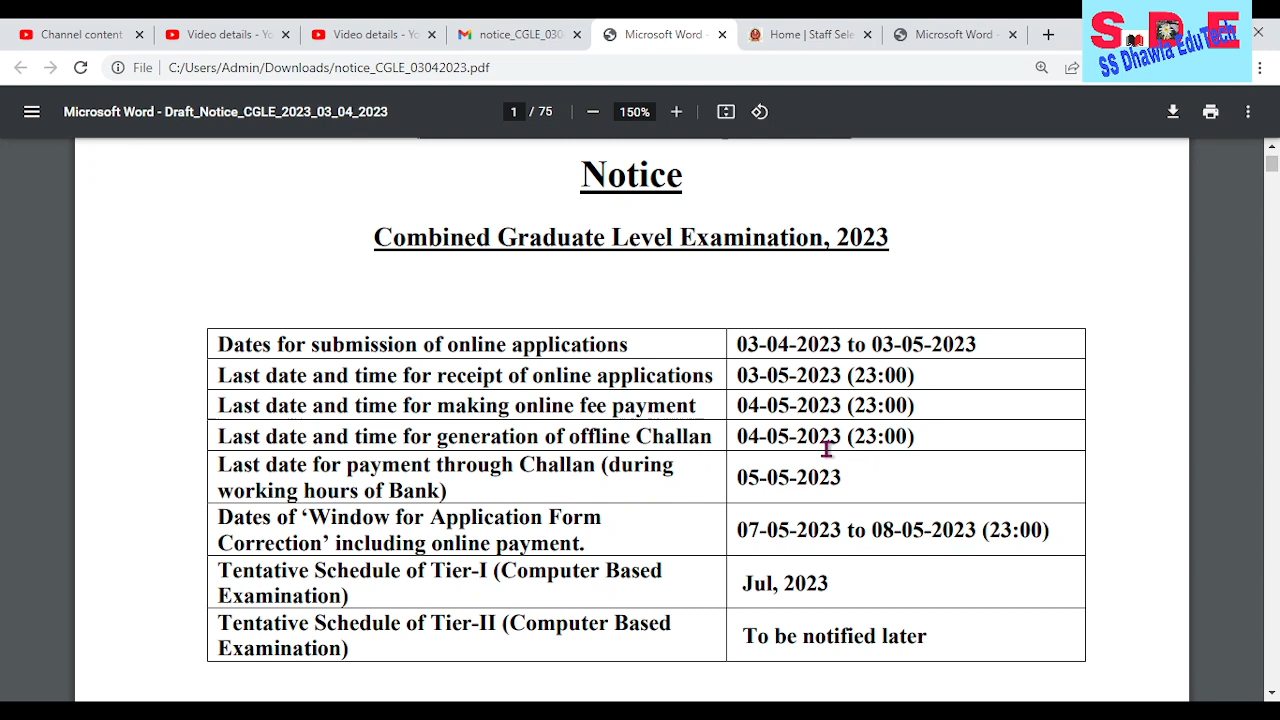 Channel content
Video details - Yo
Video details - Yo
notice_CGLE_030
Microsoft Word -
Home | Staff Sele
Microsoft Word -
S.D.E
SS Dhawla EduTech
File
C:/Users/Admin/Downloads/notice_CGLE_03042023.pdf
Microsoft Word - Draft_Notice_CGLE_2023_03_04_2023
1 / 75
150%
Notice
Combined Graduate Level Examination, 2023
Dates for submission of online applications 03-04-2023 to 03-05-2023
Last date and time for receipt of online applications 03-05-2023 (23:00)
Last date and time for making online fee payment 04-05-2023 (23:00)
Last date and time for generation of offline Challan 04-05-2023 (23:00)
Last date for payment through Challan (during
working hours of Bank)
05-05-2023
Dates of ‘Window for Application Form
Correction’ including online payment.
07-05-2023 to 08-05-2023 (23:00)
Tentative Schedule of Tier-I (Computer Based
Examination)
Jul, 2023
Tentative Schedule of Tier-II (Computer Based
Examination)
To be notified later